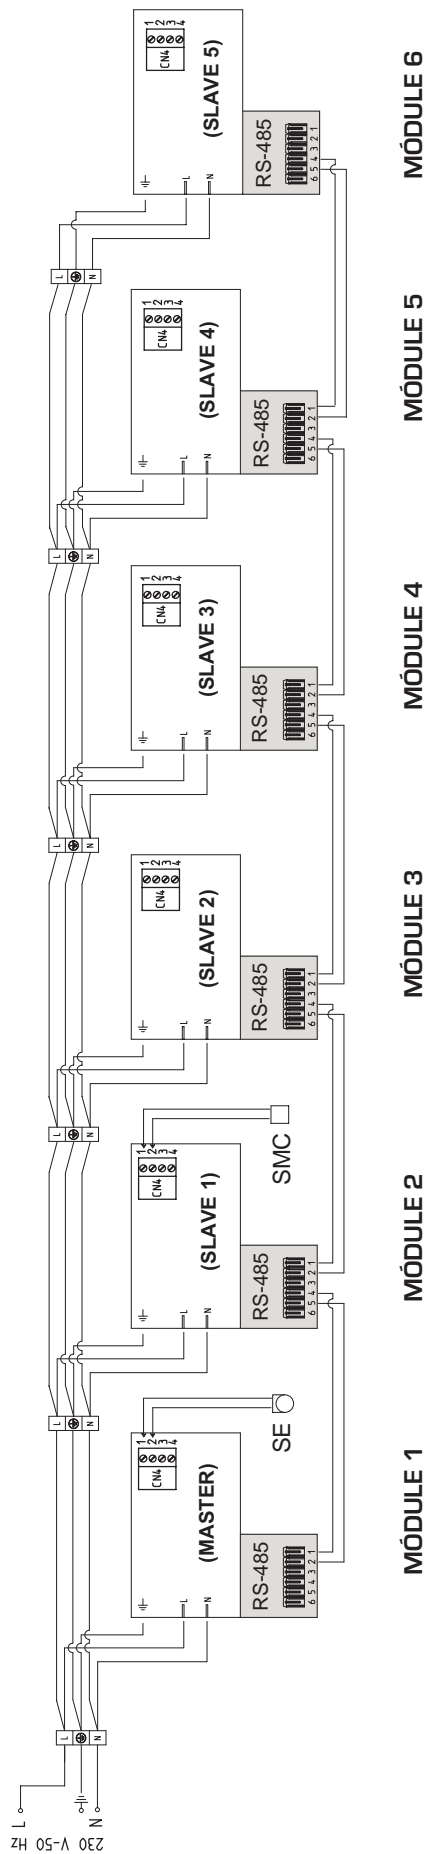 230 V~50 Hz
L
N
L
N
L
N
(MASTER)
CN4
1
2
3
4
RS-485
6 5 4 3 2 1
SE
MÓDULE 1
L
N
L
N
(SLAVE 1)
CN4
1
2
3
4
RS-485
6 5 4 3 2 1
SMC
MÓDULE 2
L
N
L
N
(SLAVE 2)
CN4
1
2
3
4
RS-485
6 5 4 3 2 1
MÓDULE 3
L
N
L
N
(SLAVE 3)
CN4
1
2
3
4
RS-485
6 5 4 3 2 1
MÓDULE 4
L
N
L
N
(SLAVE 4)
CN4
1
2
3
4
RS-485
6 5 4 3 2 1
MÓDULE 5
L
N
L
N
(SLAVE 5)
CN4
1
2
3
4
RS-485
6 5 4 3 2 1
MÓDULE 6